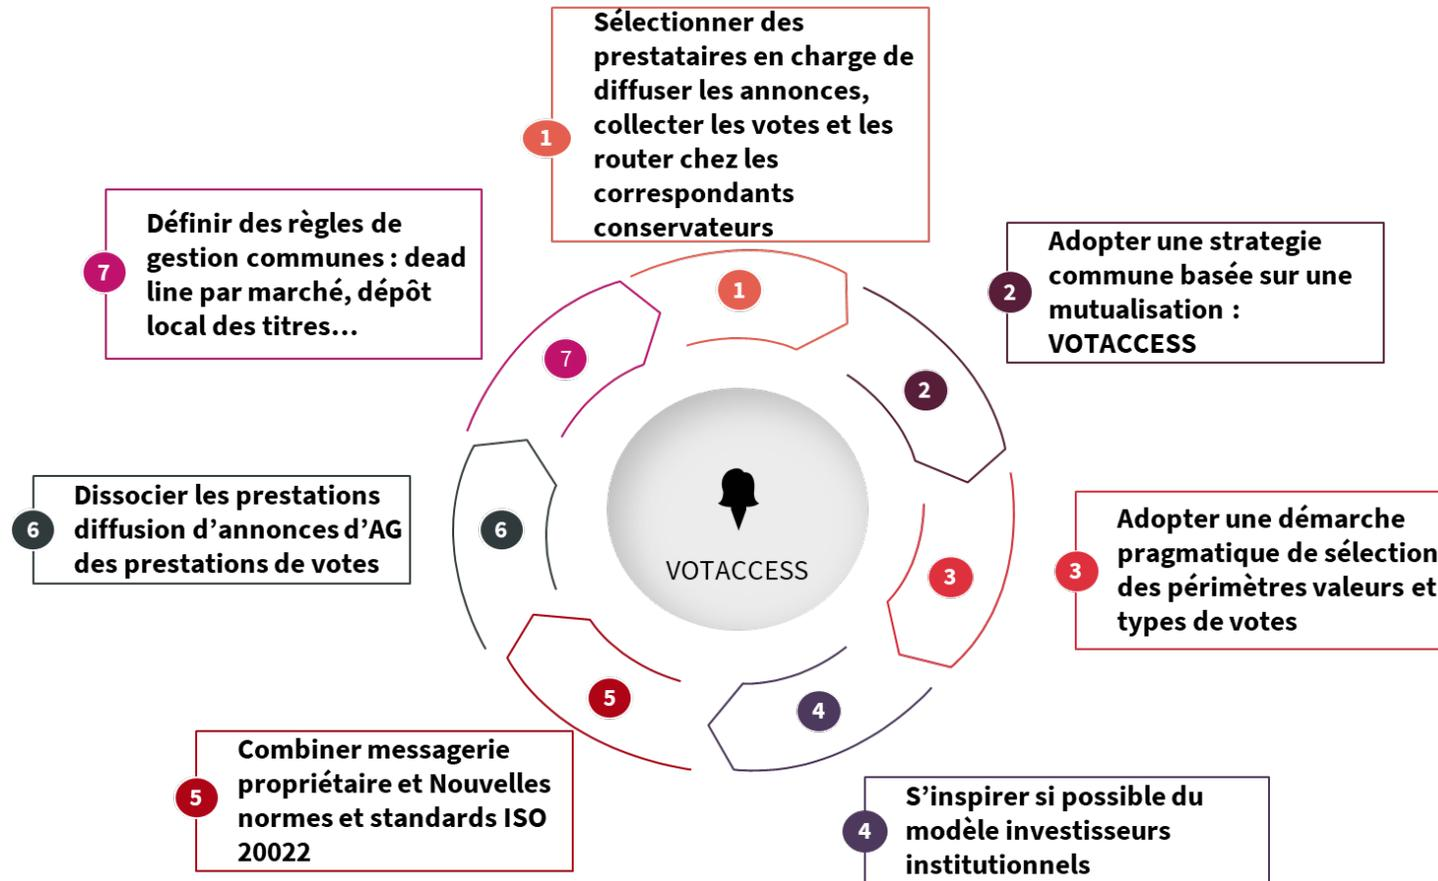 1
Sélectionner des
prestataires en charge de
diffuser les annonces,
collecter les votes et les
router chez les
correspondants
conservateurs
2
Adopter une strategie
commune basée sur une
mutualisation :
VOTACCESS
3
Adopter une démarche
pragmatique de sélection
des périmètres valeurs et
types de votes
4
S’inspirer si possible du
modèle investisseurs
institutionnels
5
Combiner messagerie
propriétaire et Nouvelles
normes et standards ISO
20022
6
Dissocier les prestations
diffusion d’annonces d’AG
des prestations de votes
7
Définir des règles de
gestion communes : dead
line par marché, dépôt
local des titres...
1
2
3
4
5
6
7
VOTACCESS